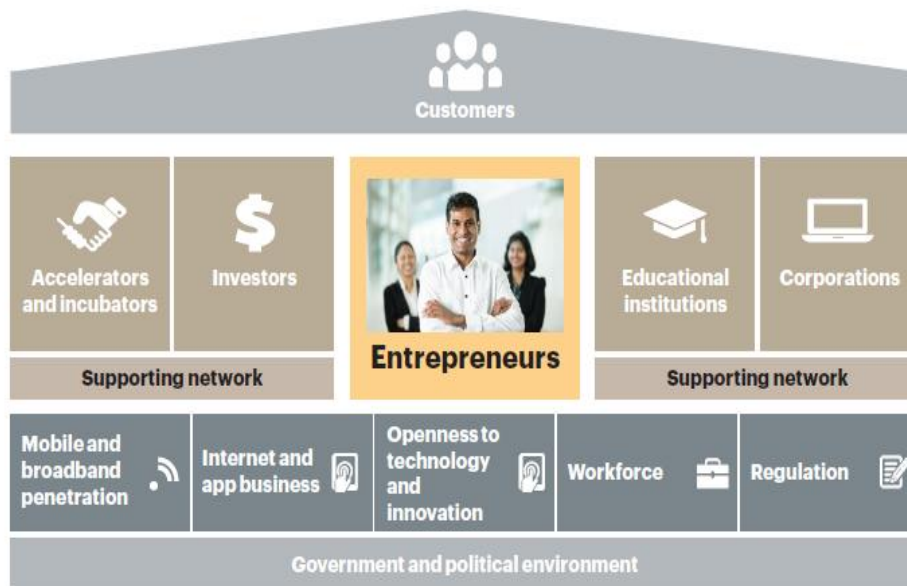 Customers
Accelerators
and incubators
Investors
Entrepreneurs
Educational
institutions
Corporations
Supporting network
Supporting network
Mobile and
broadband
penetration
Internet and
app business
Openness to
technology
and
innovation
Workforce
Regulation
Government and political environment